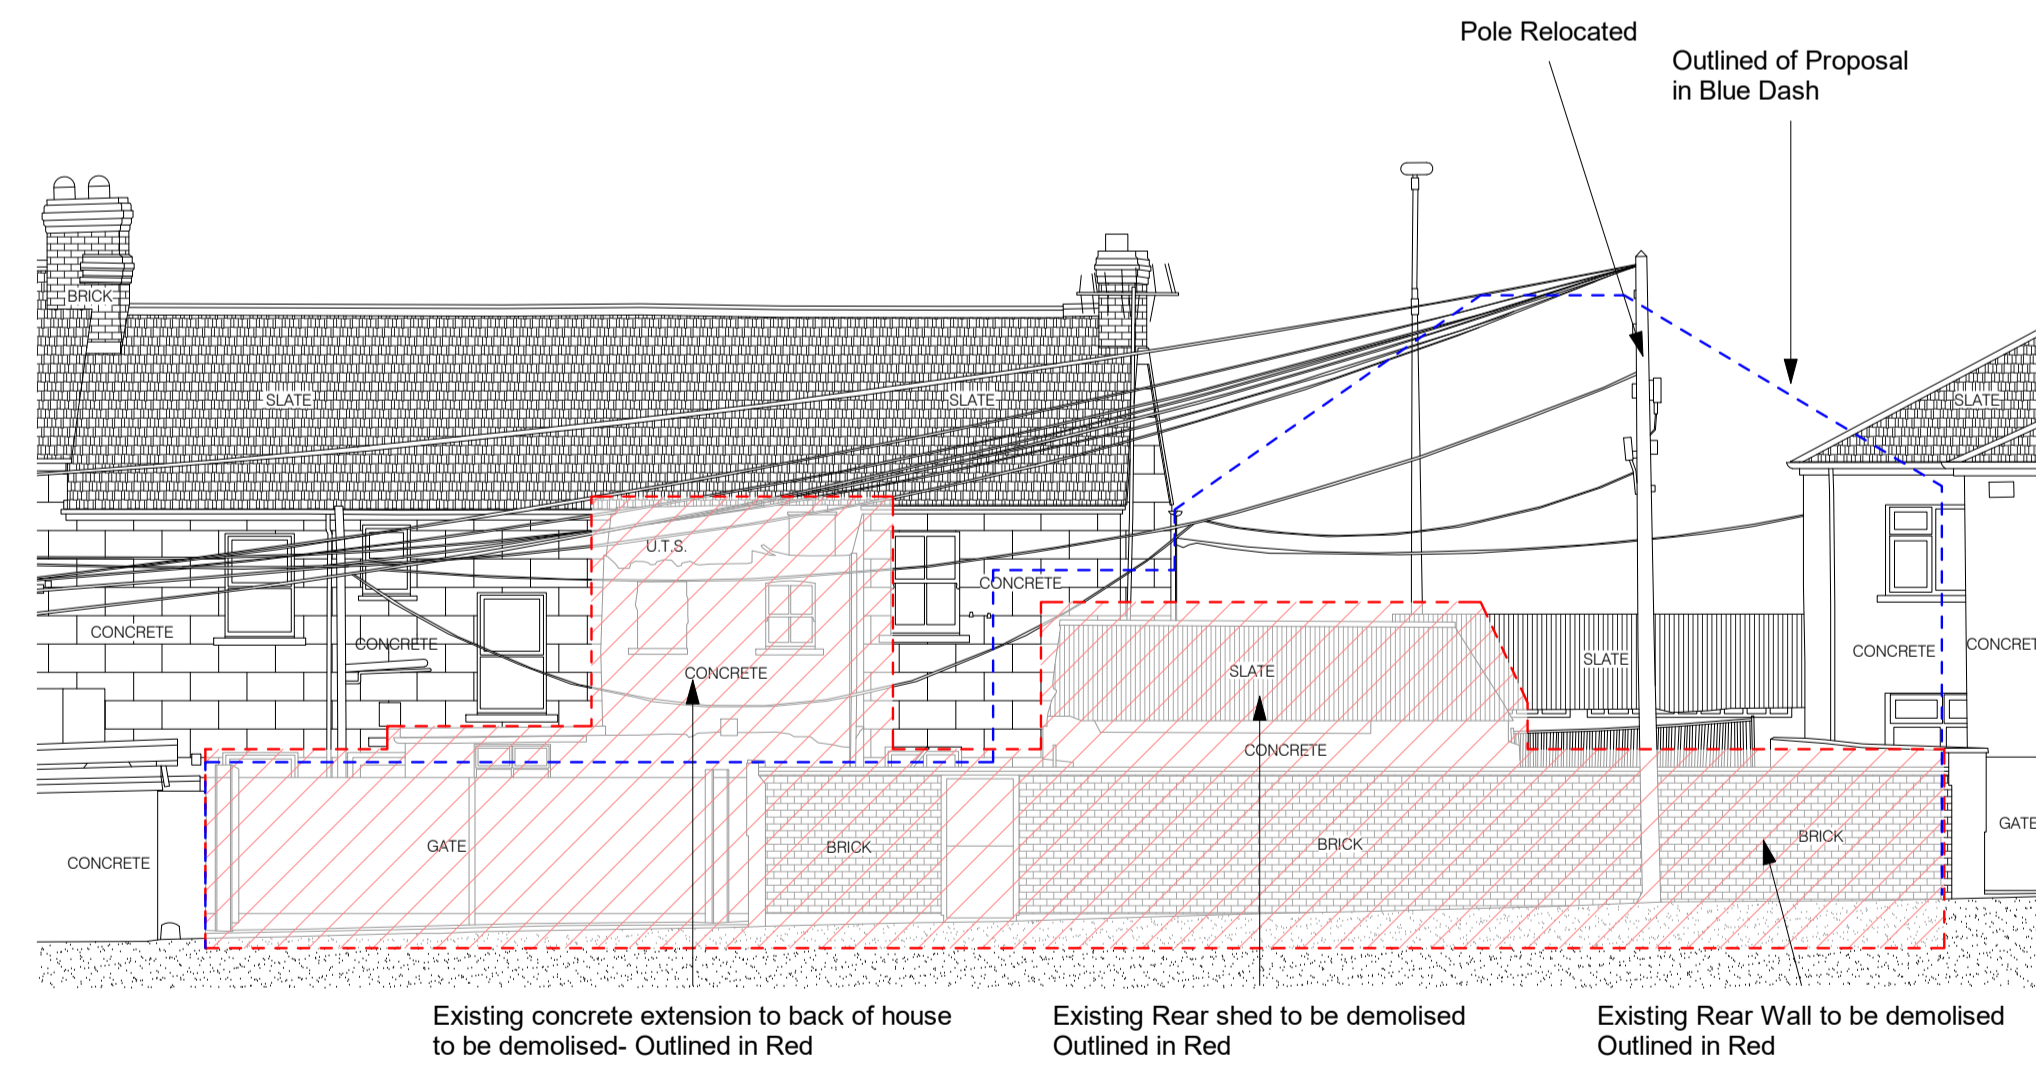 Pole Relocated
Outlined of Proposal
in Blue Dash
BRICK
SLATE
SLATE
SLATE
U.T.S.
CONCRETE
CONCRETE
CONCRETE
CONCRETE
SLATE
SLATE
CONCRETE
CONCRET
CONCRETE
GATE
BRICK
BRICK
BRICK
GATE
CONCRETE
Existing concrete extension to back of house
to be demolised- Outlined in Red
Existing Rear shed to be demolised
Outlined in Red
Existing Rear Wall to be demolised
Outlined in Red